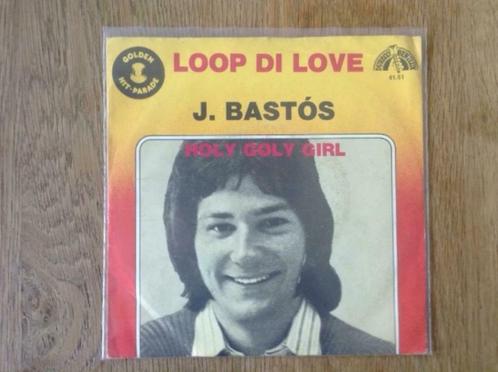 GOLDEN
HIT-PARADE
LOOP DI LOVE
J. BASTÓS
HOLY GOLY GIRL